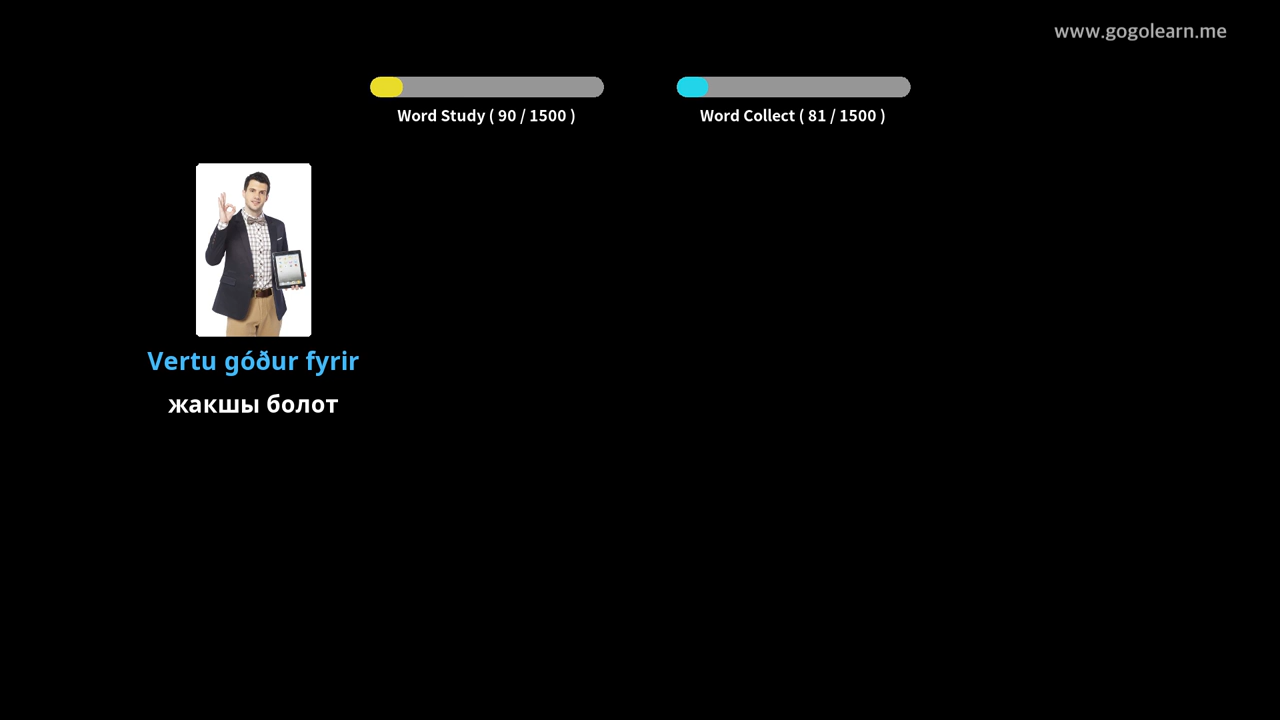 www.gogolearn.me
Word Study ( 90 / 1500 )
Word Collect ( 81 / 1500 )
Vertu góður fyrir
жакшы болот